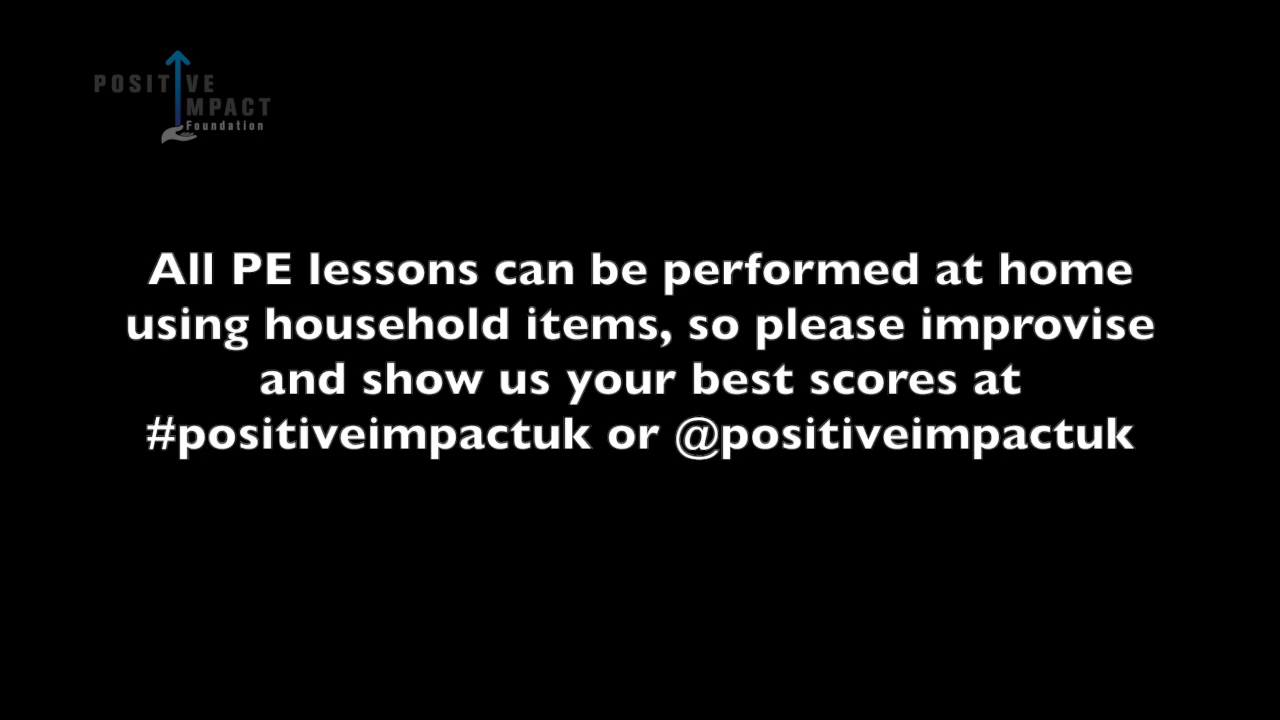 POSITIVE
IMPACT
Foundation
All PE lessons can be performed at home
using household items, so please improvise
and show us your best scores at
#positiveimpactuk or @positiveimpactuk